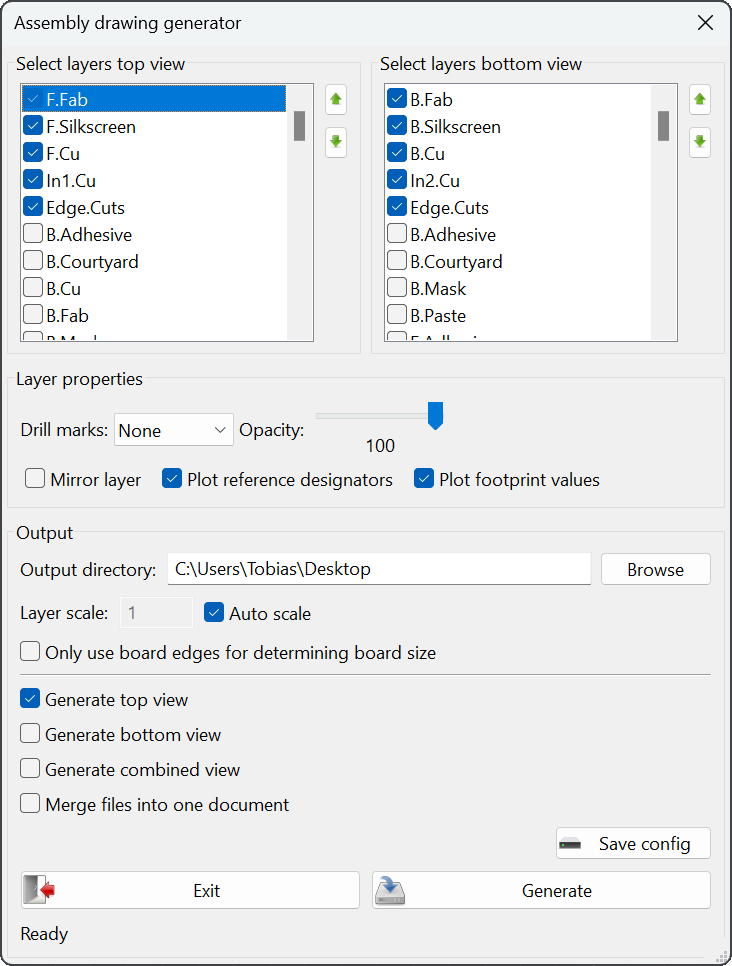 Assembly drawing generator
Select layers top view
F.Fab
F.Silkscreen
F.Cu
In1.Cu
Edge.Cuts
B.Adhesive
B.Courtyard
B.Cu
B.Fab
Select layers bottom view
B.Fab
B.Silkscreen
B.Cu
In2.Cu
Edge.Cuts
B.Adhesive
B.Courtyard
B.Mask
B.Paste
Layer properties
Drill marks: None Opacity:
100
Mirror layer Plot reference designators Plot footprint values
Output
Output directory: C:\Users\Tobias\Desktop Browse
Layer scale: 1 Auto scale
Only use board edges for determining board size
Generate top view
Generate bottom view
Generate combined view
Merge files into one document
Save config
Exit Generate
Ready